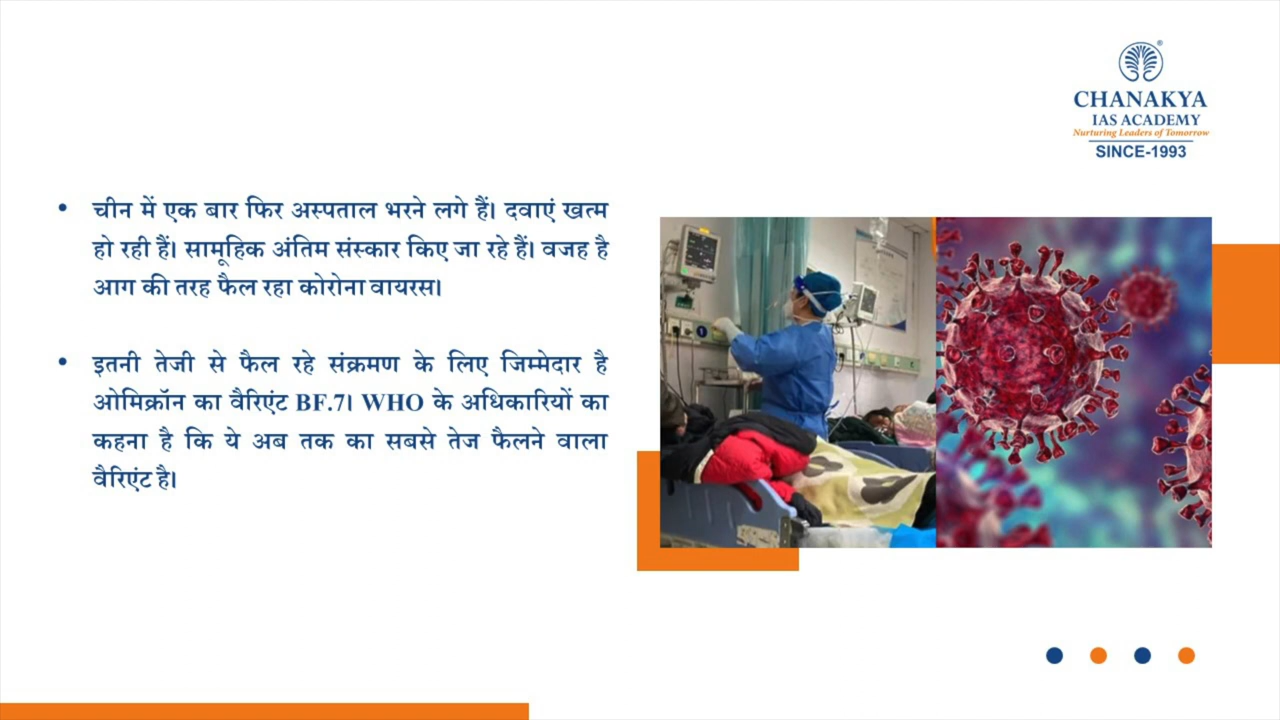 CHANAKYA
IAS ACADEMY
Nurturing Leaders of Tomorrow
SINCE-1993
• चीन में एक बार फिर अस्पताल भरने लगे हैं। दवाएं खत्म
हो रही हैं। सामूहिक अंतिम संस्कार किए जा रहे हैं। वजह है
आग की तरह फैल रहा कोरोना वायरस।
• इतनी तेजी से फैल रहे संक्रमण के लिए जिम्मेदार है
ओमिक्रॉन का वैरिएंट BF.7। WHO के अधिकारियों का
कहना है कि ये अब तक का सबसे तेज फैलने वाला
वैरिएंट है।